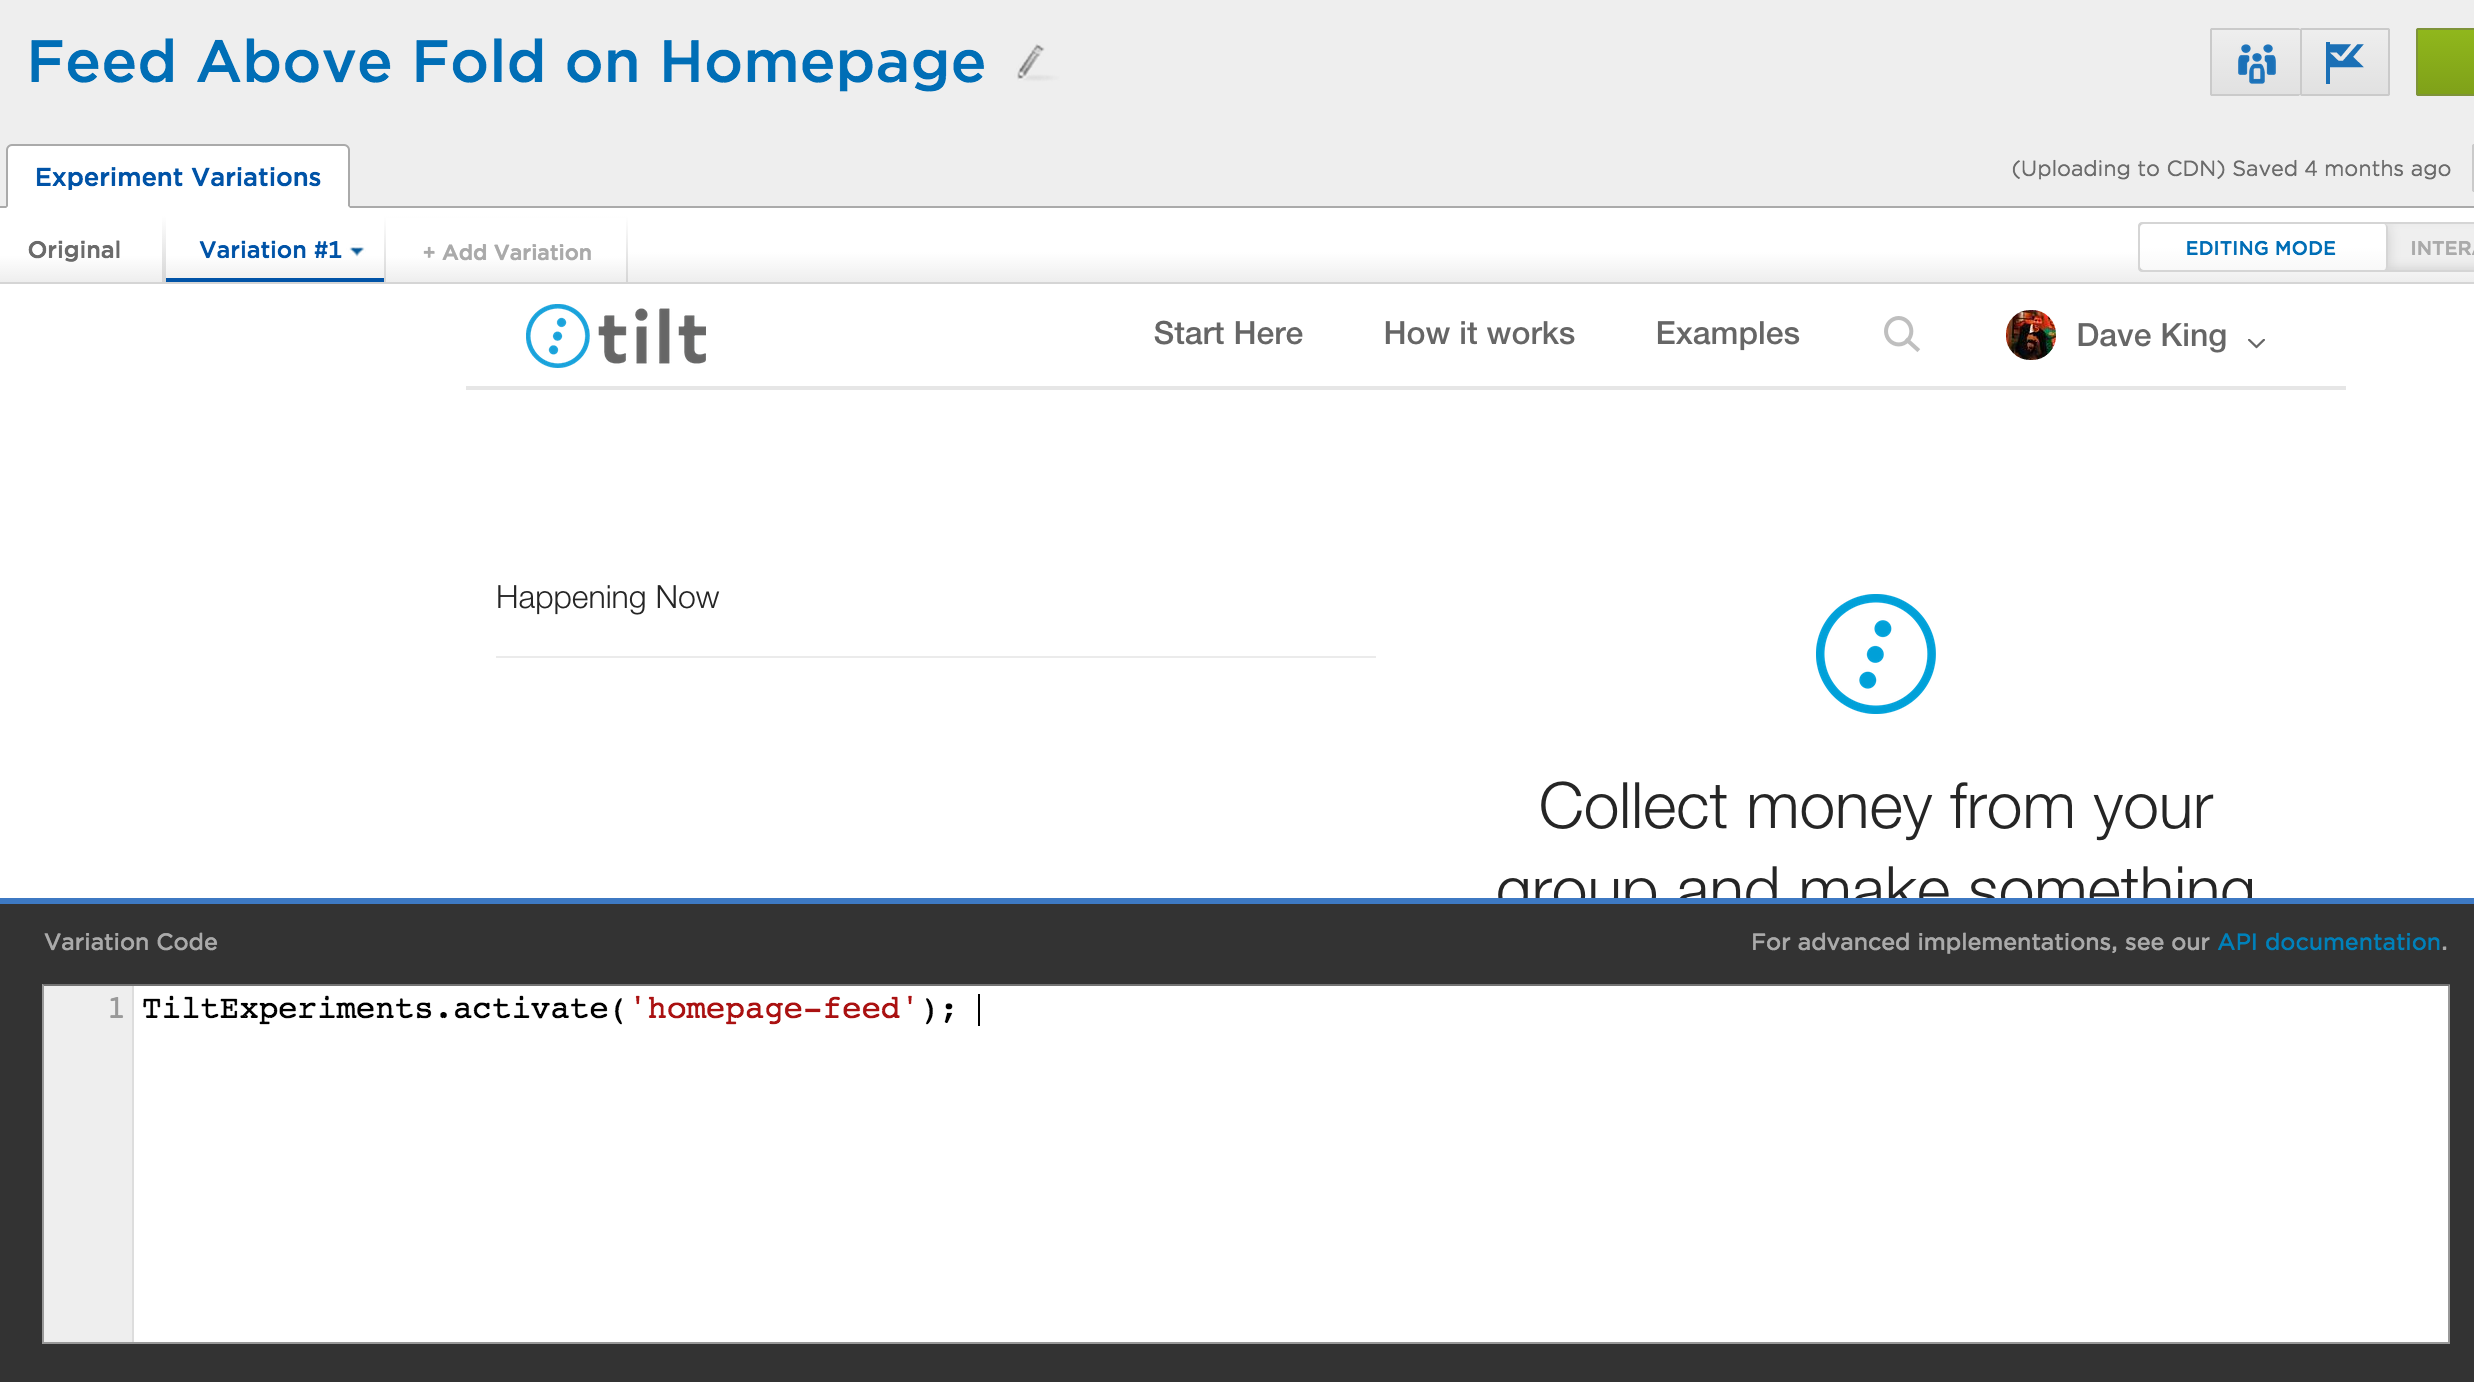 Feed Above Fold on Homepage
Experiment Variations
(Uploading to CDN) Saved 4 months ago
Original
Variation #1
+ Add Variation
EDITING MODE
tilt
Start Here
How it works
Examples
Dave King
Happening Now
Collect money from your
group and make something
Variation Code
For advanced implementations, see our API documentation.
1 TiltExperiments.activate('homepage-feed');